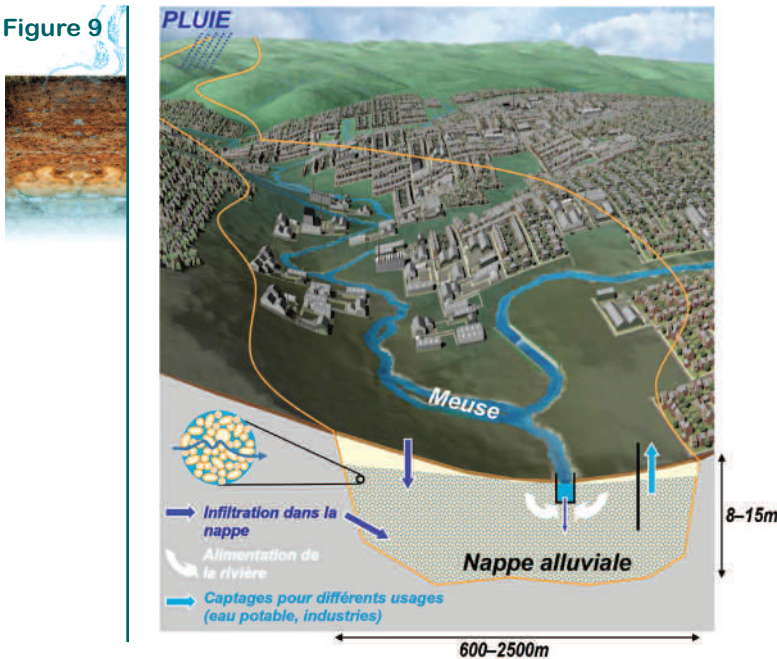 Figure 9
PLUIE
Meuse
Infiltration dans la
nappe
Alimentation de
la rivière
Captages pour différents usages
(eau potable, industries)
Nappe alluviale
8–15m
600–2500m